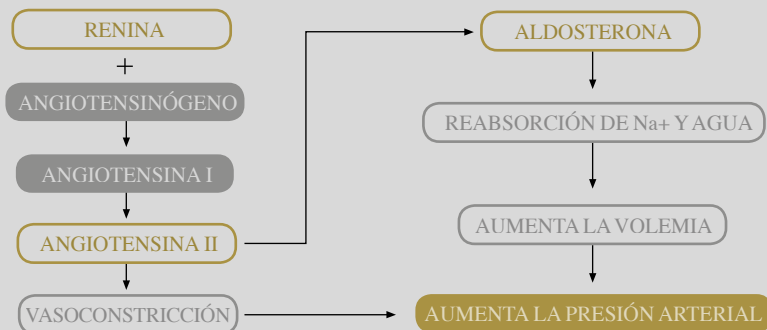 RENINA
+
ANGIOTENSINÓGENO
ANGIOTENSINA I
ANGIOTENSINA II
VASOCONSTRICCIÓN
ALDOSTERONA
REABSORCIÓN DE Na+ Y AGUA
AUMENTA LA VOLEMIA
AUMENTA LA PRESIÓN ARTERIAL